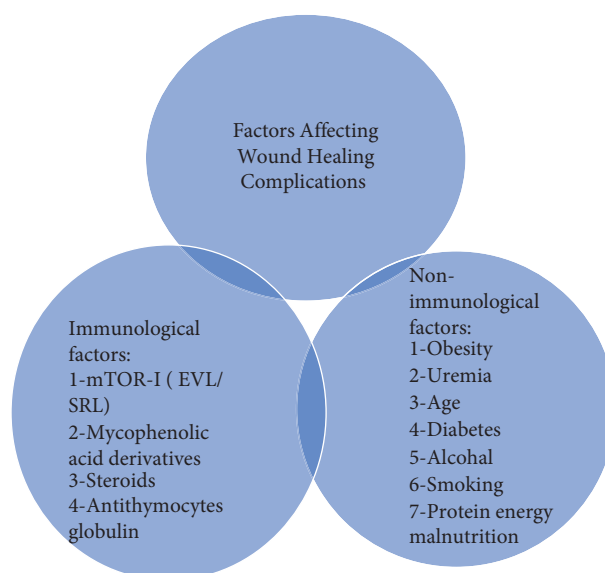 Factors Affecting
Wound Healing
Complications
Immunological
factors:
1-mTOR-I ( EVL/
SRL)
2-Mycophenolic
acid derivatives
3-Steroids
4-Antithymocytes
globulin
Non-
immunological
factors:
1-Obesity
2-Uremia
3-Age
4-Diabetes
5-Alcohal
6-Smoking
7-Protein energy
malnutrition